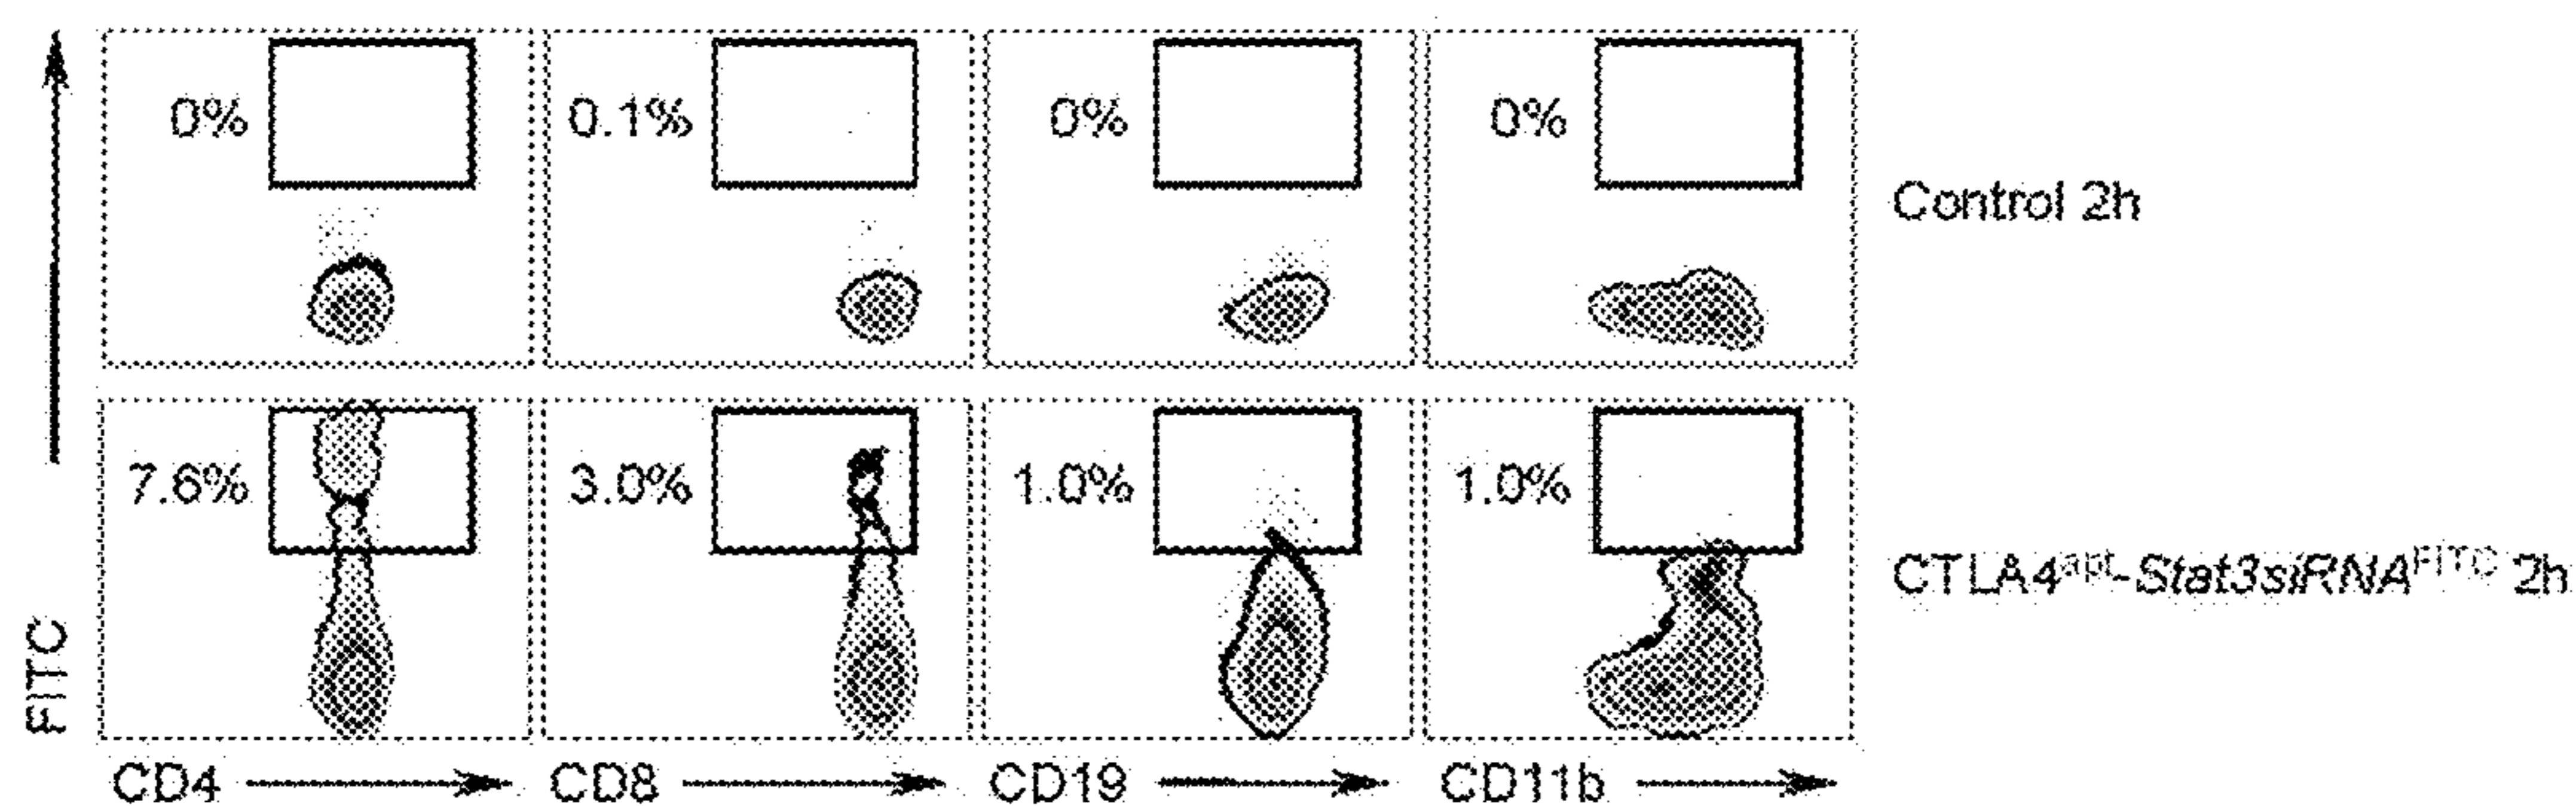 0% 0.1% 0% 0%
Control 2h
7.6% 3.0% 1.0% 1.0%
CTLA4apt-Stat3siRNAFITC 2h
FITC
CD4 CD8 CD19 CD11b